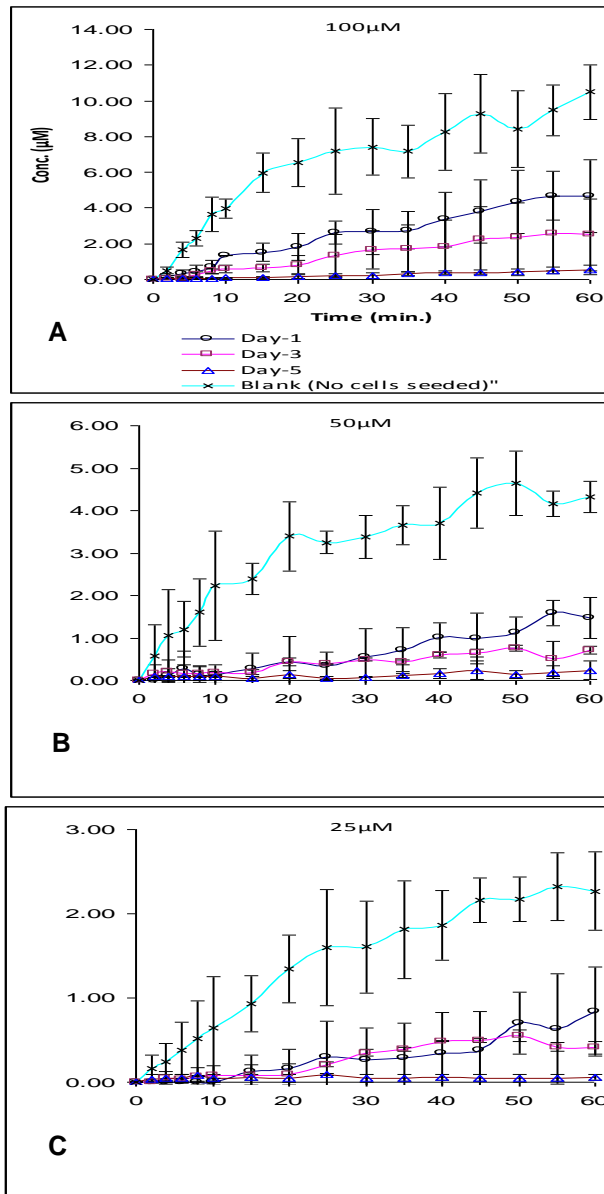 100µM
14.00
12.00
10.00
8.00
6.00
4.00
2.00
0.00
Conc. (µM)
0 10 20 30 40 50 60
Time (min.)
A
Day-1
Day-3
Day-5
Blank (No cells seeded)"
50µM
6.00
5.00
4.00
3.00
2.00
1.00
0.00
0 10 20 30 40 50 60
B
25µM
3.00
2.00
1.00
0.00
0 10 20 30 40 50 60
C